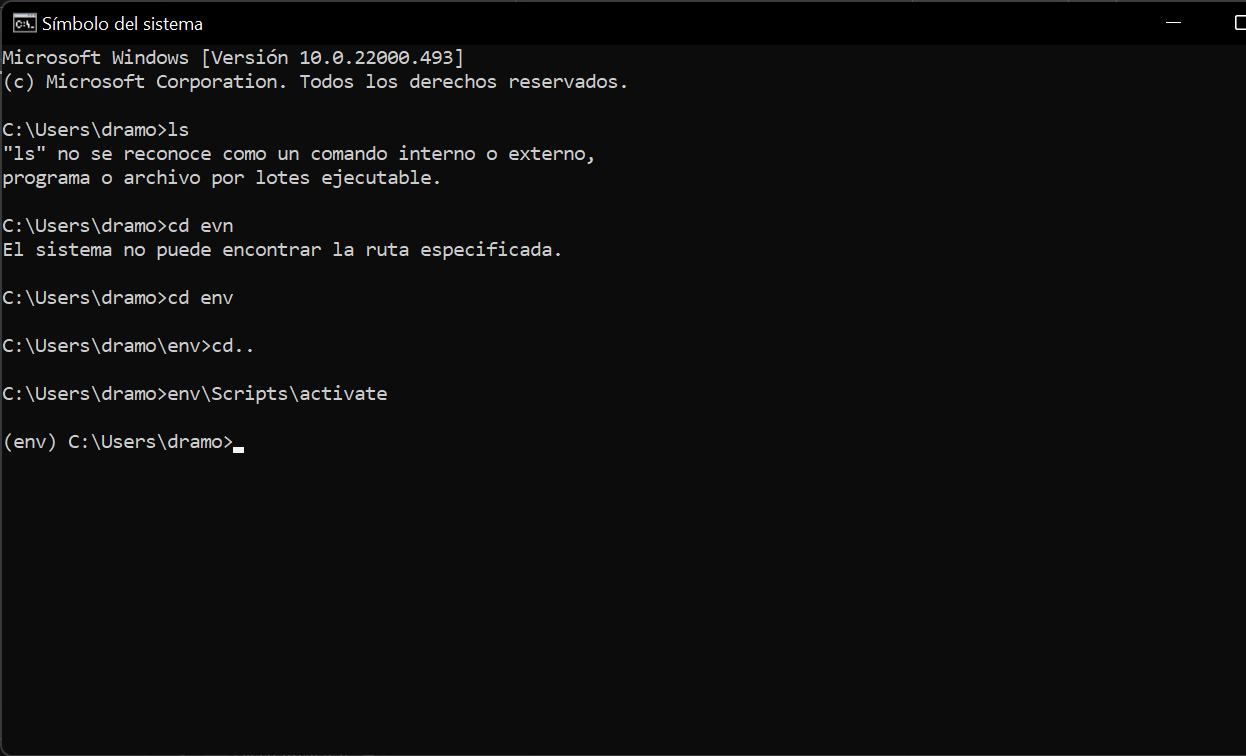 Símbolo del sistema
Microsoft Windows [Versión 10.0.22000.493]
(c) Microsoft Corporation. Todos los derechos reservados.
C:\Users\dramo>ls
"ls" no se reconoce como un comando interno o externo,
programa o archivo por lotes ejecutable.
C:\Users\dramo>cd evn
El sistema no puede encontrar la ruta especificada.
C:\Users\dramo>cd env
C:\Users\dramo\env>cd..
C:\Users\dramo>env\Scripts\activate
(env) C:\Users\dramo>